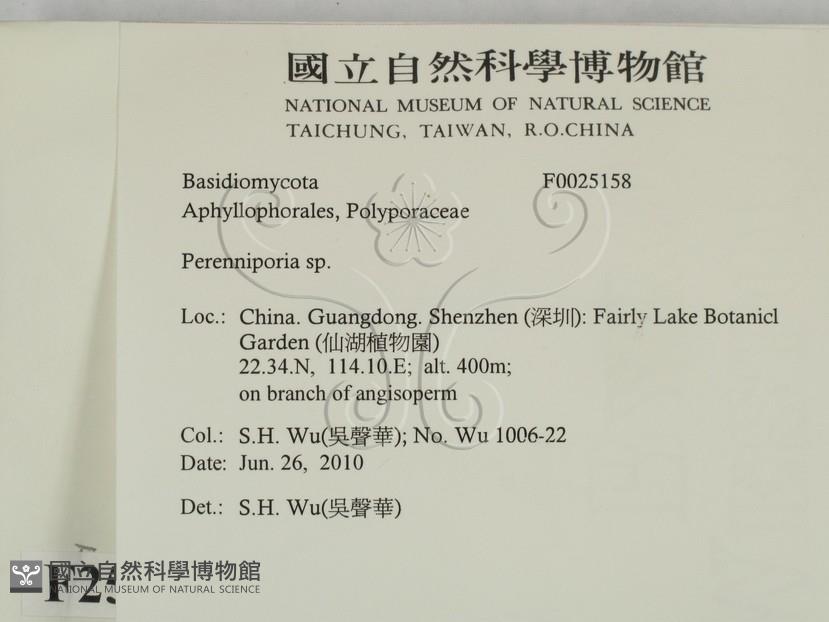 國立自然科學博物館
NATIONAL MUSEUM OF NATURAL SCIENCE
TAICHUNG, TAIWAN, R.O.CHINA
Basidiomycota F0025158
Aphyllophorales, Polyporaceae
Perenniporia sp.
Loc.: China. Guangdong. Shenzhen (深圳): Fairly Lake Botanicl
Garden (仙湖植物園)
22.34.N, 114.10.E; alt. 400m;
on branch of angisoperm
Col.: S.H. Wu(吳聲華); No. Wu 1006-22
Date: Jun. 26, 2010
Det.: S.H. Wu(吳聲華)
國立自然科學博物館
NATIONAL MUSEUM OF NATURAL SCIENCE